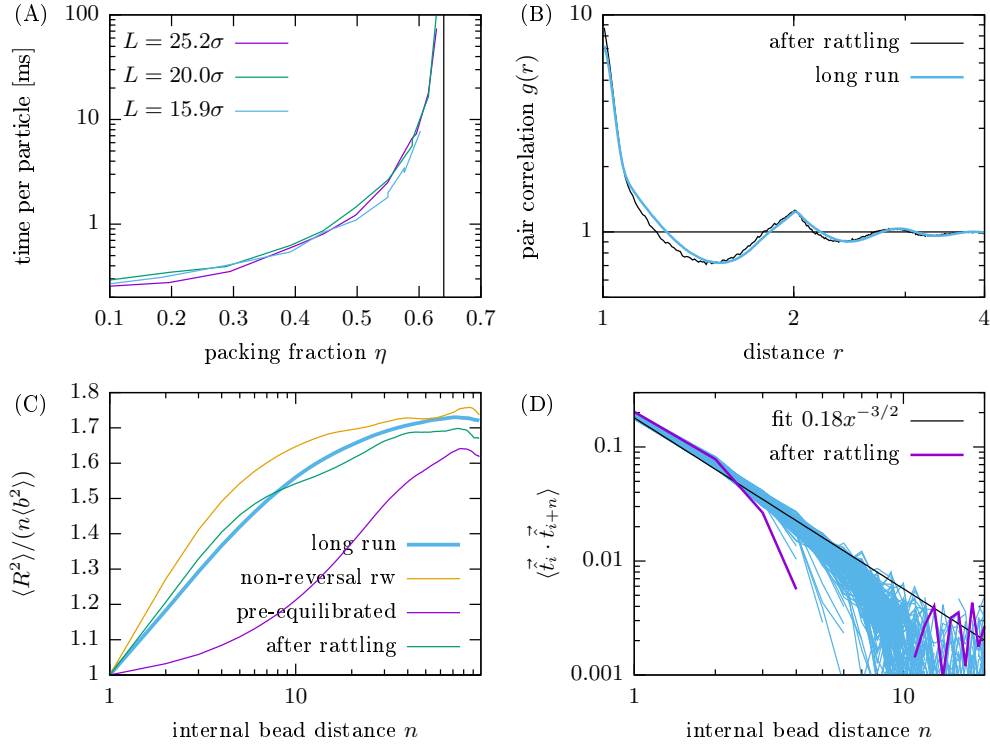 (A)
time per particle [ms]
100
10
1
L = 25.2σ
L = 20.0σ
L = 15.9σ
0.1 0.2 0.3 0.4 0.5 0.6 0.7
packing fraction η
(B)
pair correlation g(r)
10
1
after rattling
long run
1 2 4
distance r
(C)
⟨R²⟩/(n⟨b²⟩)
1.8
1.7
1.6
1.5
1.4
1.3
1.2
1.1
1
long run
non-reversal rw
pre-equilibrated
after rattling
1 10
internal bead distance n
(D)
⟨t̂⃗ᵢ · t̂⃗ᵢ₊ₙ⟩
0.1
0.01
0.001
fit 0.18x⁻³/²
after rattling
1 10
internal bead distance n